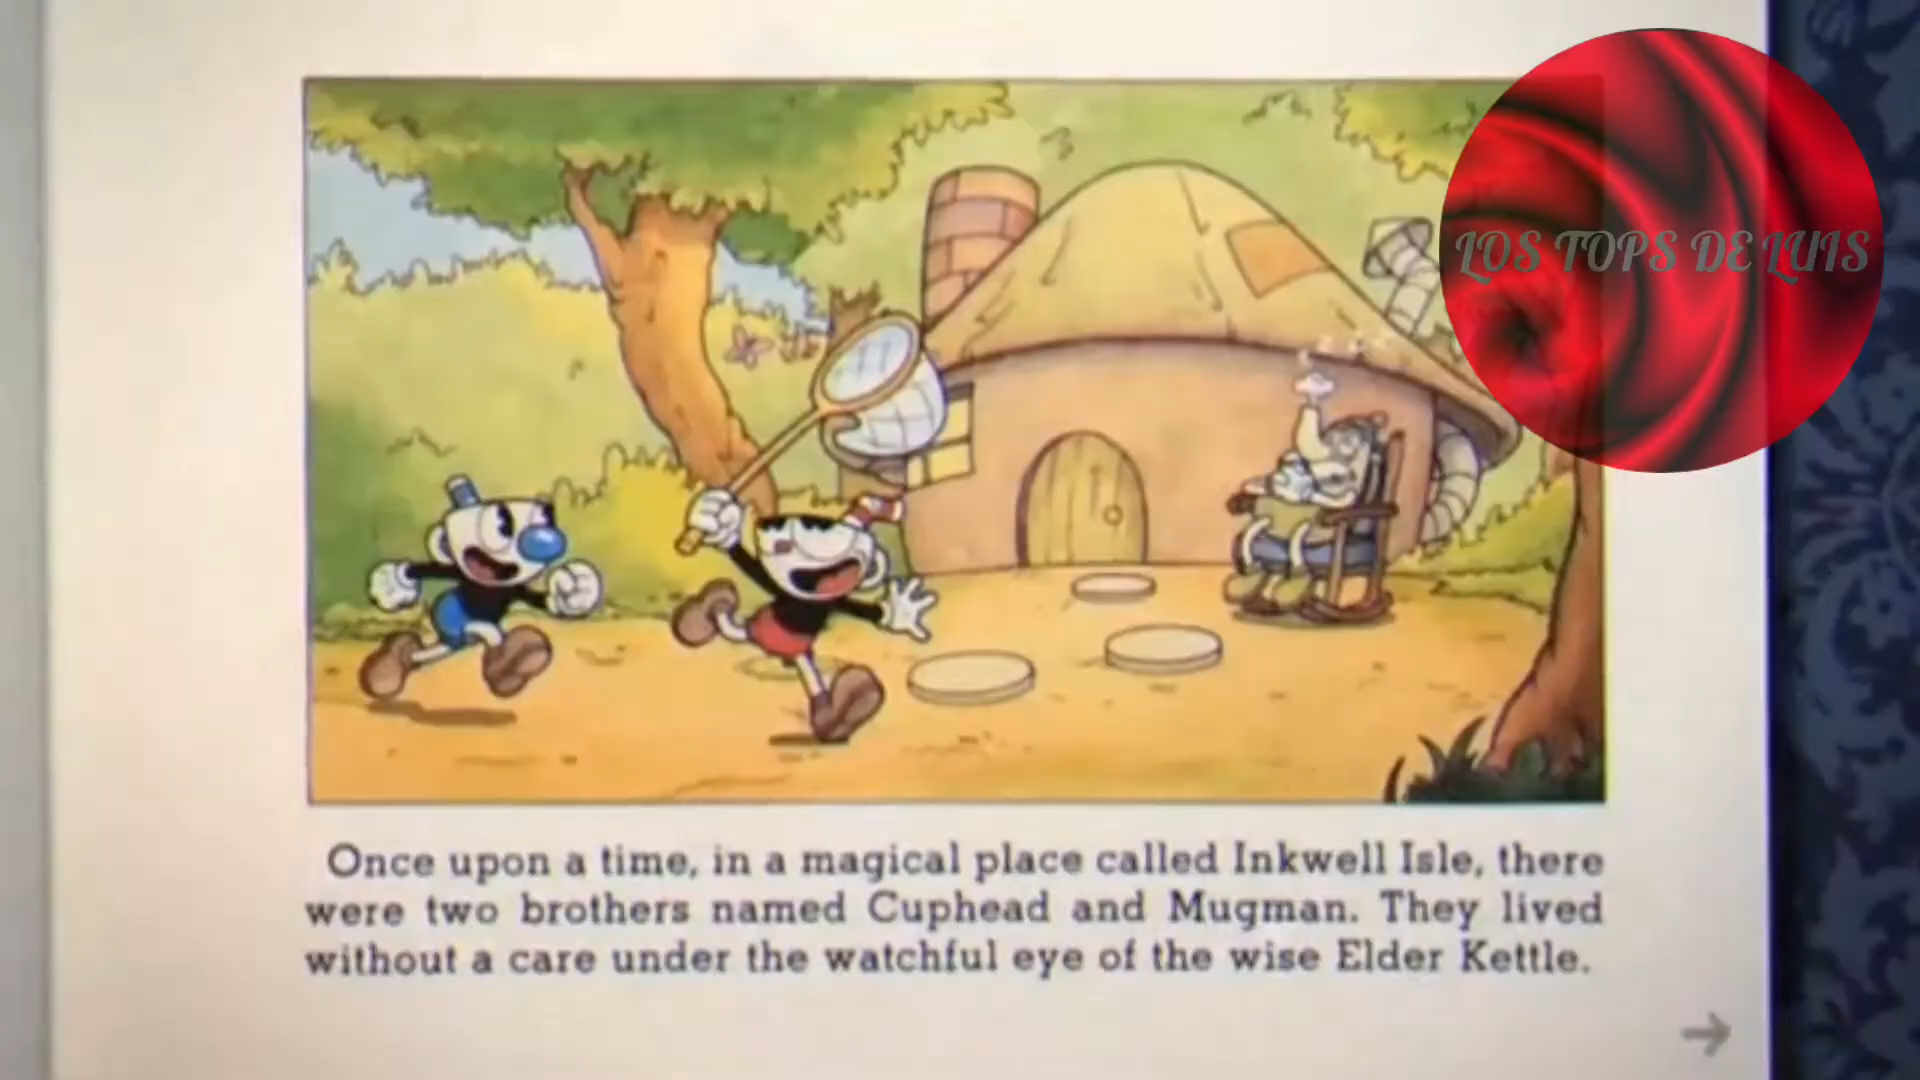 LOS TOPS DE LUIS
Once upon a time, in a magical place called Inkwell Isle, there
were two brothers named Cuphead and Mugman. They lived
without a care under the watchful eye of the wise Elder Kettle.